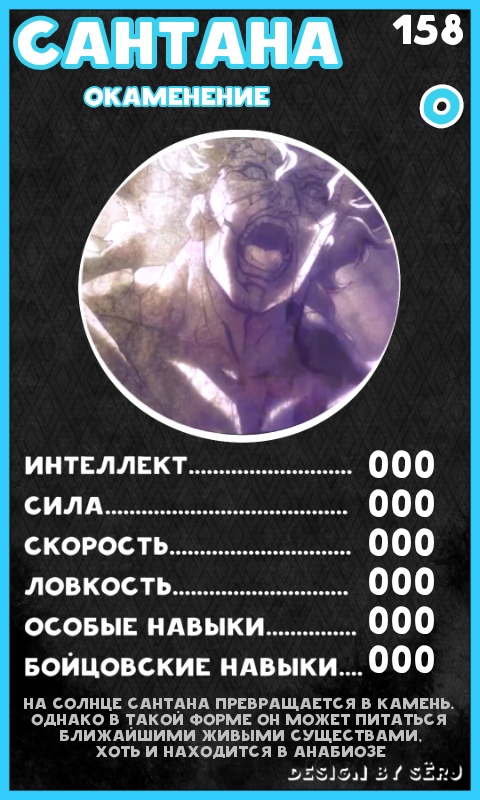 САНТАНА
158
ОКАМЕНЕНИЕ
0
ИНТЕЛЛЕКТ........................... 000
СИЛА........................................ 000
СКОРОСТЬ.............................. 000
ЛОВКОСТЬ............................. 000
ОСОБЫЕ НАВЫКИ............... 000
БОЙЦОВСКИЕ НАВЫКИ.... 000
НА СОЛНЦЕ САНТАНА ПРЕВРАЩАЕТСЯ В КАМЕНЬ.
ОДНАКО В ТАКОЙ ФОРМЕ ОН МОЖЕТ ПИТАТЬСЯ
БЛИЖАЙШИМИ ЖИВЫМИ СУЩЕСТВАМИ,
ХОТЬ И НАХОДИТСЯ В АНАБИОЗЕ
DESIGN BY SЁRJ